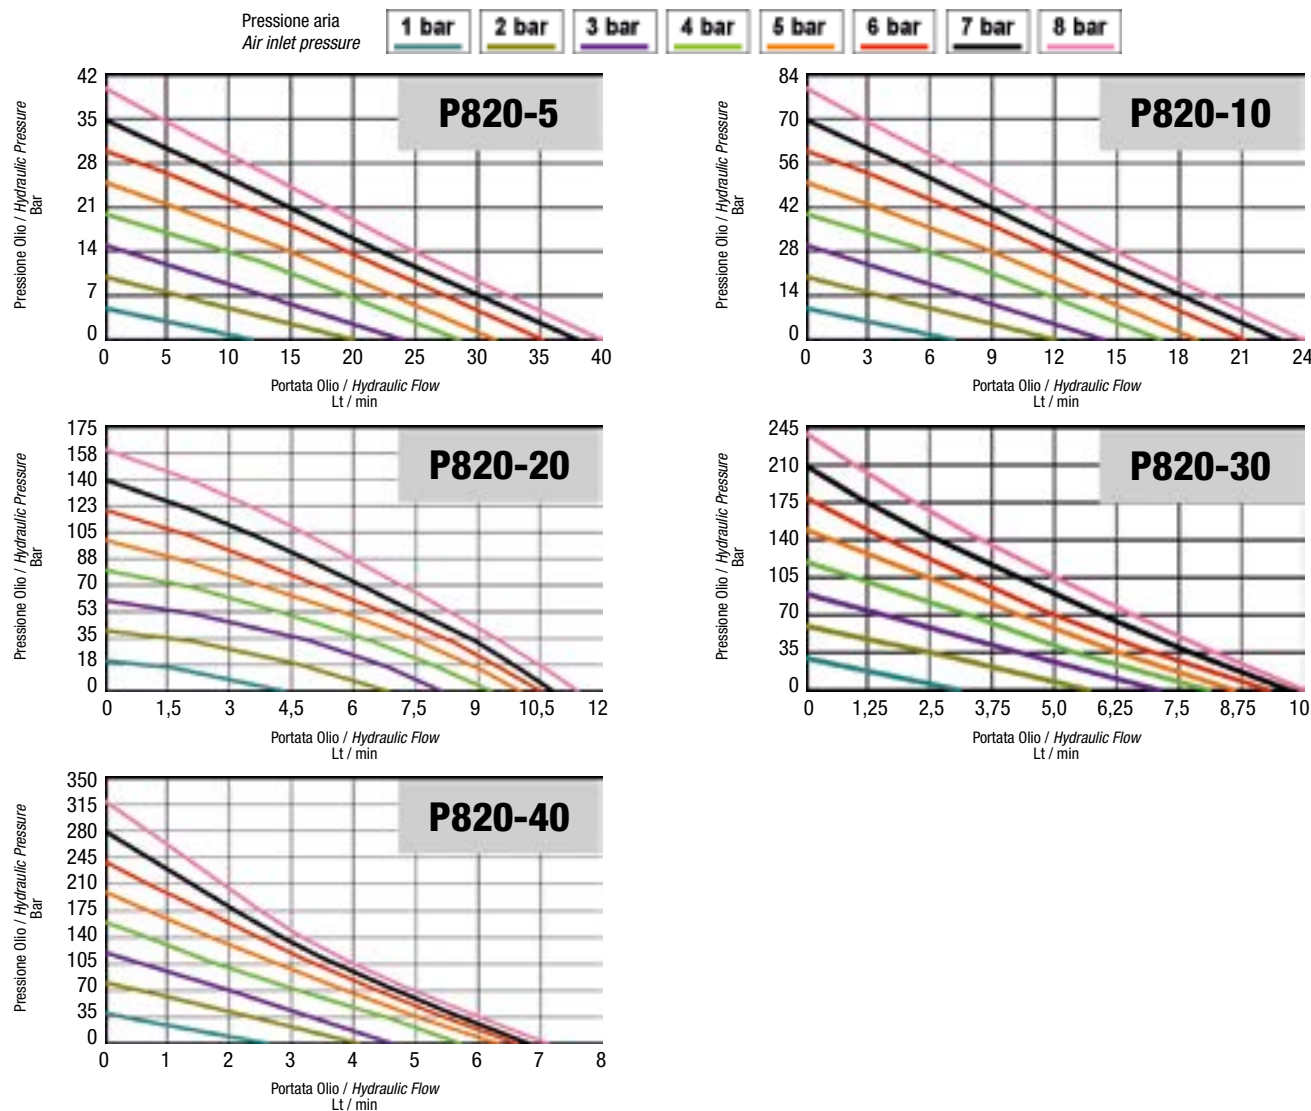 Pressione aria
Air inlet pressure
1 bar 2 bar 3 bar 4 bar 5 bar 6 bar 7 bar 8 bar
P820-5
Pressione Olio / Hydraulic Pressure
Bar
42
35
28
21
14
7
0
0 5 10 15 20 25 30 35 40
Portata Olio / Hydraulic Flow
Lt / min
P820-10
Pressione Olio / Hydraulic Pressure
Bar
84
70
56
42
28
14
0
0 3 6 9 12 15 18 21 24
Portata Olio / Hydraulic Flow
Lt / min
P820-20
Pressione Olio / Hydraulic Pressure
Bar
175
158
140
123
105
88
70
53
35
18
0
0 1,5 3 4,5 6 7,5 9 10,5 12
Portata Olio / Hydraulic Flow
Lt / min
P820-30
Pressione Olio / Hydraulic Pressure
Bar
245
210
175
140
105
70
35
0
0 1,25 2,5 3,75 5,0 6,25 7,5 8,75 10
Portata Olio / Hydraulic Flow
Lt / min
P820-40
Pressione Olio / Hydraulic Pressure
Bar
350
315
280
245
210
175
140
105
70
35
0
0 1 2 3 4 5 6 7 8
Portata Olio / Hydraulic Flow
Lt / min